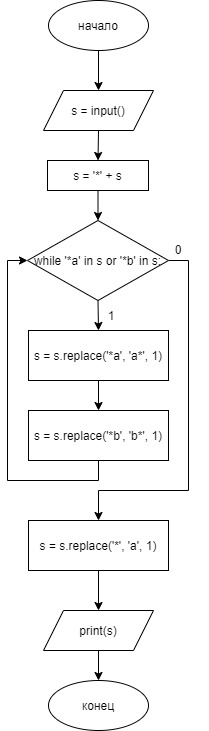 начало
s = input()
s = '*' + s
while '*a' in s or '*b' in s:
0
1
s = s.replace('*a', 'a*', 1)
s = s.replace('*b', 'b*', 1)
s = s.replace('*', 'a', 1)
print(s)
конец